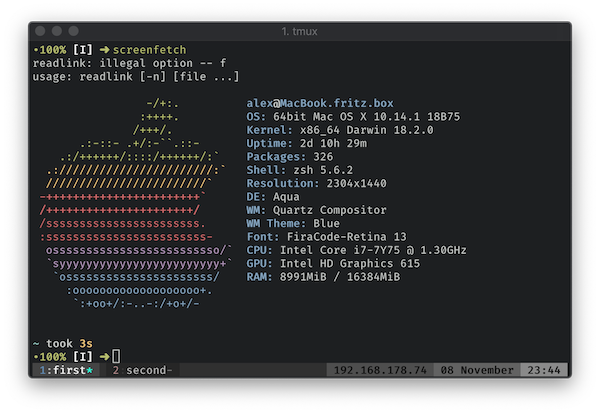 1. tmux
•100% [I] ➜ screenfetch
readlink: illegal option -- f
usage: readlink [-n] [file ...]
-/+:. alex@MacBook.fritz.box
:++++. OS: 64bit Mac OS X 10.14.1 18B75
/+++/. Kernel: x86_64 Darwin 18.2.0
.:-::- .+/:-``.::- Uptime: 2d 10h 29m
.:/++++++/::::/++++++/:` Packages: 326
.:///////////////////////:` Shell: zsh 5.6.2
////////////////////////` Resolution: 2304x1440
-+++++++++++++++++++++++` DE: Aqua
/++++++++++++++++++++++/ WM: Quartz Compositor
/sssssssssssssssssssssss. WM Theme: Blue
:ssssssssssssssssssssssss- Font: FiraCode-Retina 13
osssssssssssssssssssssssso/` CPU: Intel Core i7-7Y75 @ 1.30GHz
`syyyyyyyyyyyyyyyyyyyyyyyy+` GPU: Intel HD Graphics 615
`ossssssssssssssssssssss/ RAM: 8991MiB / 16384MiB
:ooooooooooooooooooo+.
`:+oo+/:-..-:/+o+/-
~ took 3s
•100% [I] ➜
1:first* 2:second- 192.168.178.74 08 November 23:44